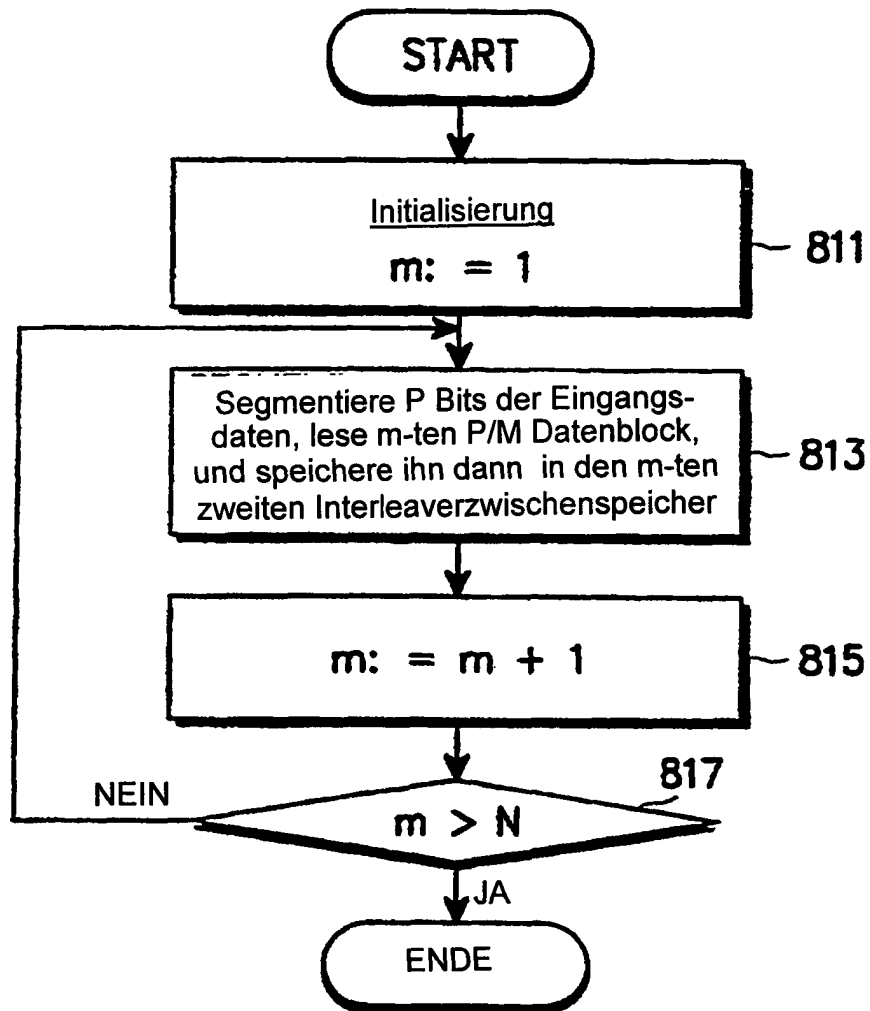 START
Initialisierung
m: = 1
811
Segmentiere P Bits der Eingangs-
daten, lese m-ten P/M Datenblock,
und speichere ihn dann in den m-ten
zweiten Interleaverzwischenspeicher
813
m: = m + 1
815
817
NEIN
m > N
JA
ENDE